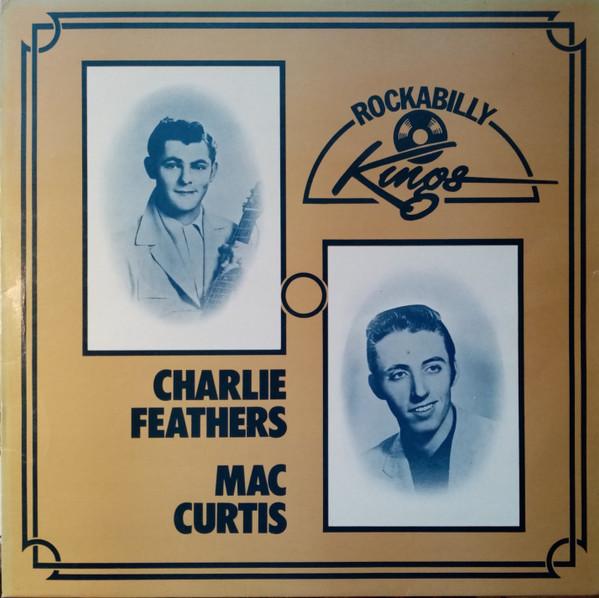 ROCKABILLY
Kings
CHARLIE
FEATHERS
MAC
CURTIS